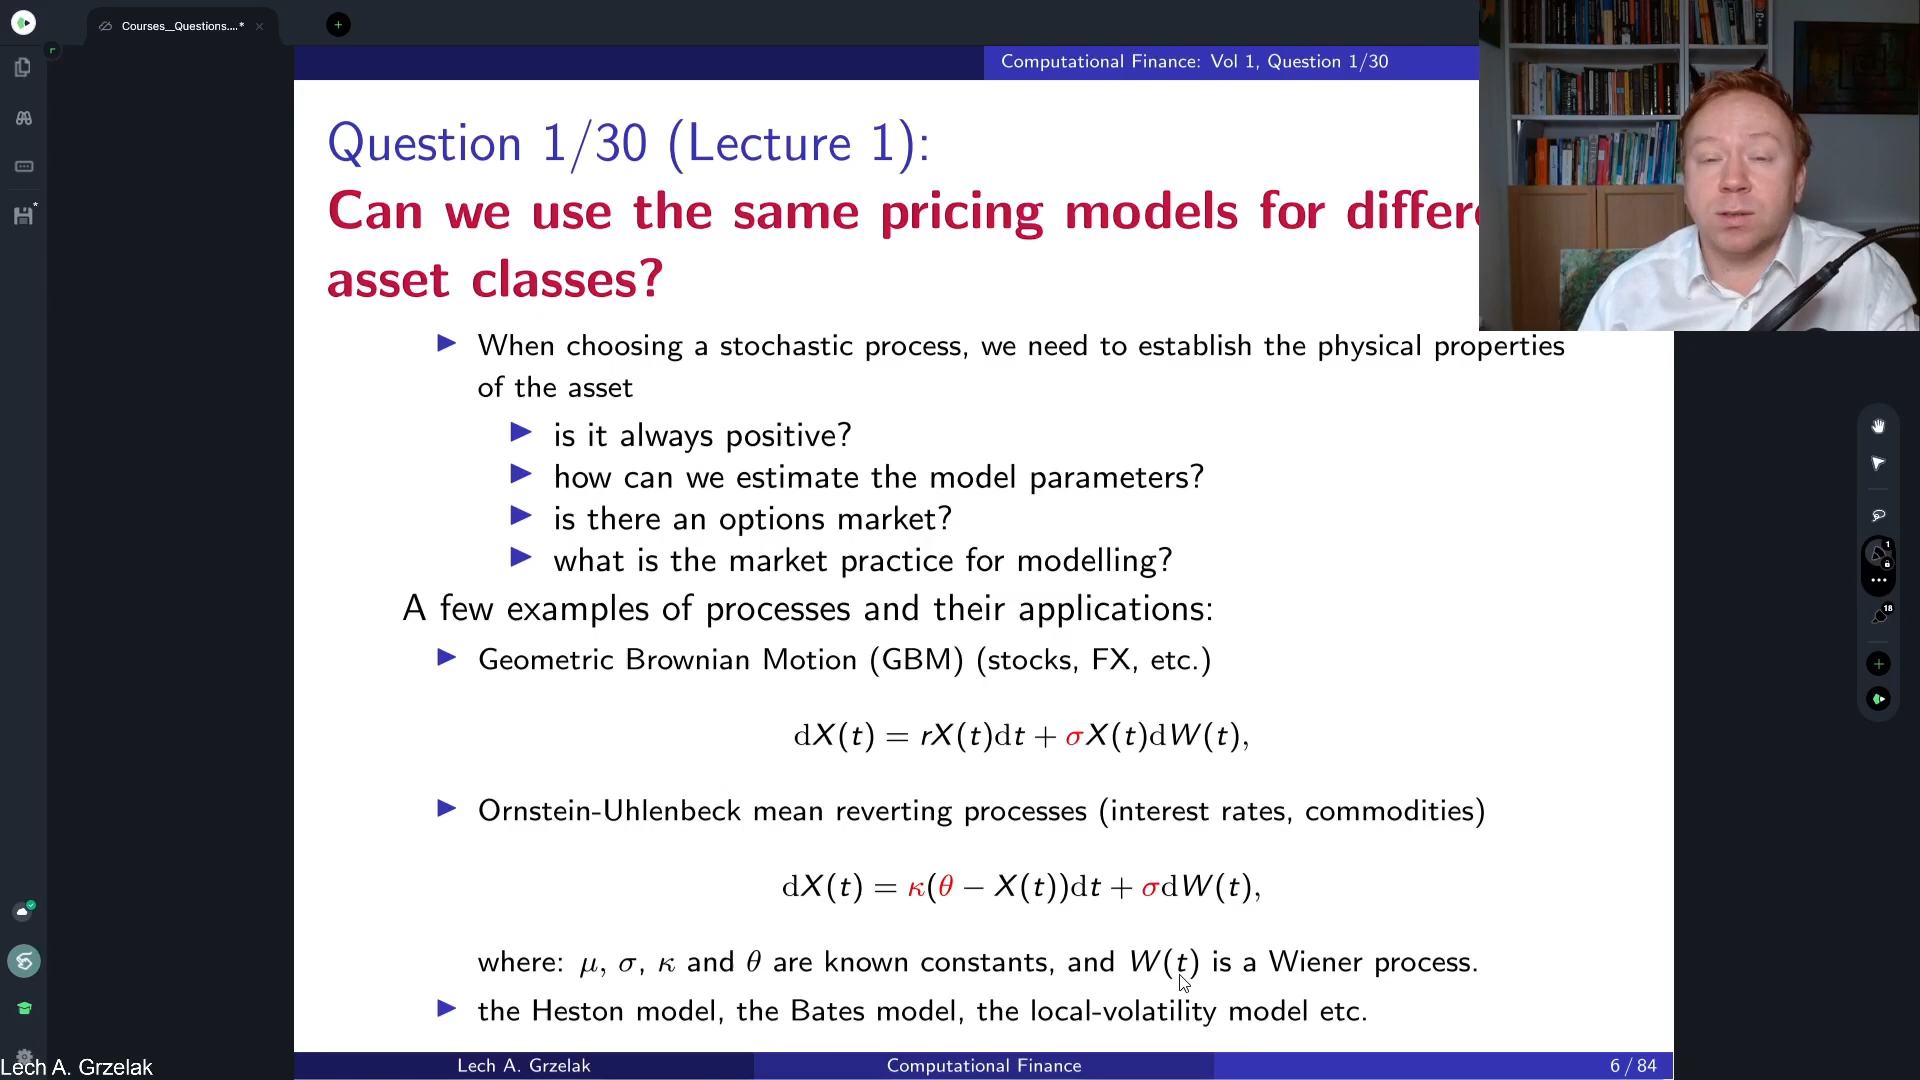 Courses__Questions....*
Computational Finance: Vol 1, Question 1/30
Question 1/30 (Lecture 1):
Can we use the same pricing models for
asset classes?
▶ When choosing a stochastic process, we need to establish the physical properties
of the asset
▶ is it always positive?
▶ how can we estimate the model parameters?
▶ is there an options market?
▶ what is the market practice for modelling?
A few examples of processes and their applications:
▶ Geometric Brownian Motion (GBM) (stocks, FX, etc.)
dX(t) = rX(t)dt + σX(t)dW(t),
▶ Ornstein-Uhlenbeck mean reverting processes (interest rates, commodities)
dX(t) = κ(θ − X(t))dt + σdW(t),
where: μ, σ, κ and θ are known constants, and W(t) is a Wiener process.
▶ the Heston model, the Bates model, the local-volatility model etc.
Lech A. Grzelak
Computational Finance
6 / 84
Lech A. Grzelak
1
18